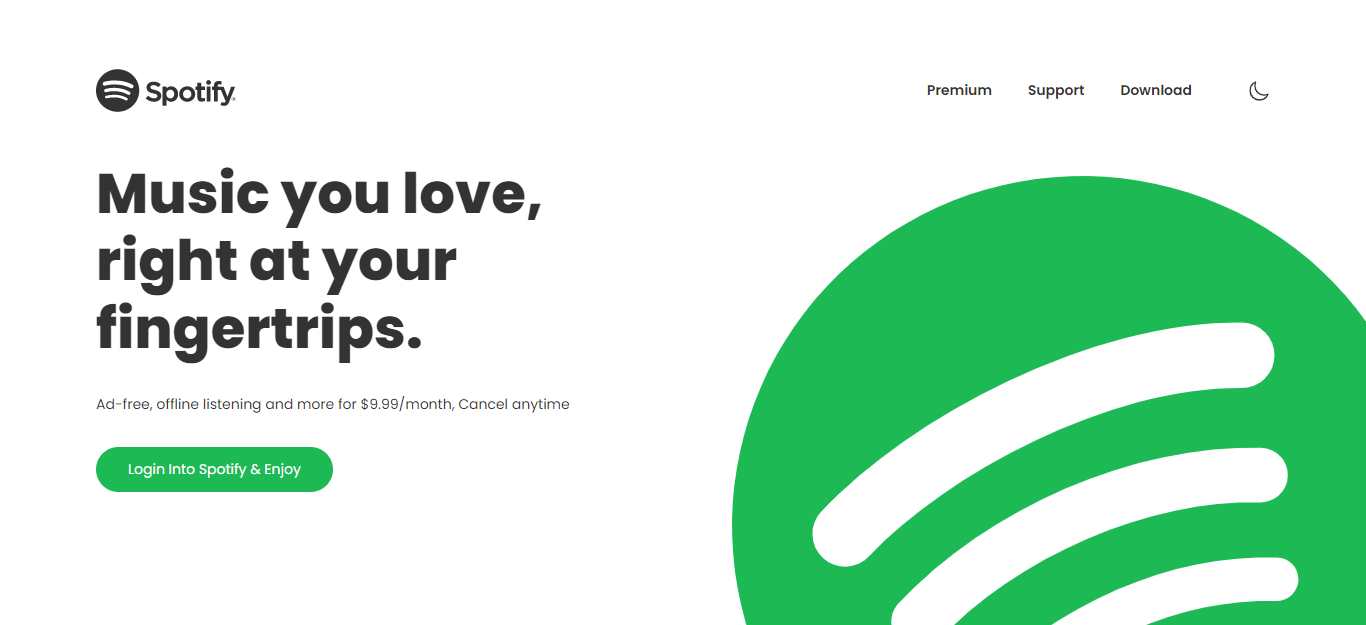 Spotify
Premium Support Download
Music you love,
right at your
fingertrips.
Ad-free, offline listening and more for $9.99/month, Cancel anytime
Login Into Spotify & Enjoy